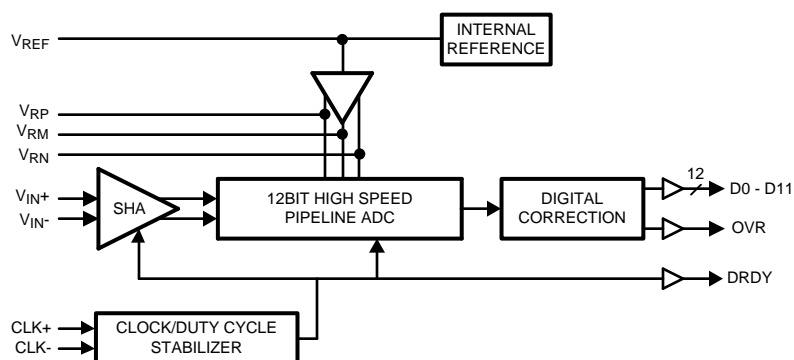 INTERNAL
REFERENCE
VREF
VRP
VRM
VRN
VIN+
VIN-
SHA
12BIT HIGH SPEED
PIPELINE ADC
DIGITAL
CORRECTION
12
D0 - D11
OVR
DRDY
CLK+
CLK-
CLOCK/DUTY CYCLE
STABILIZER